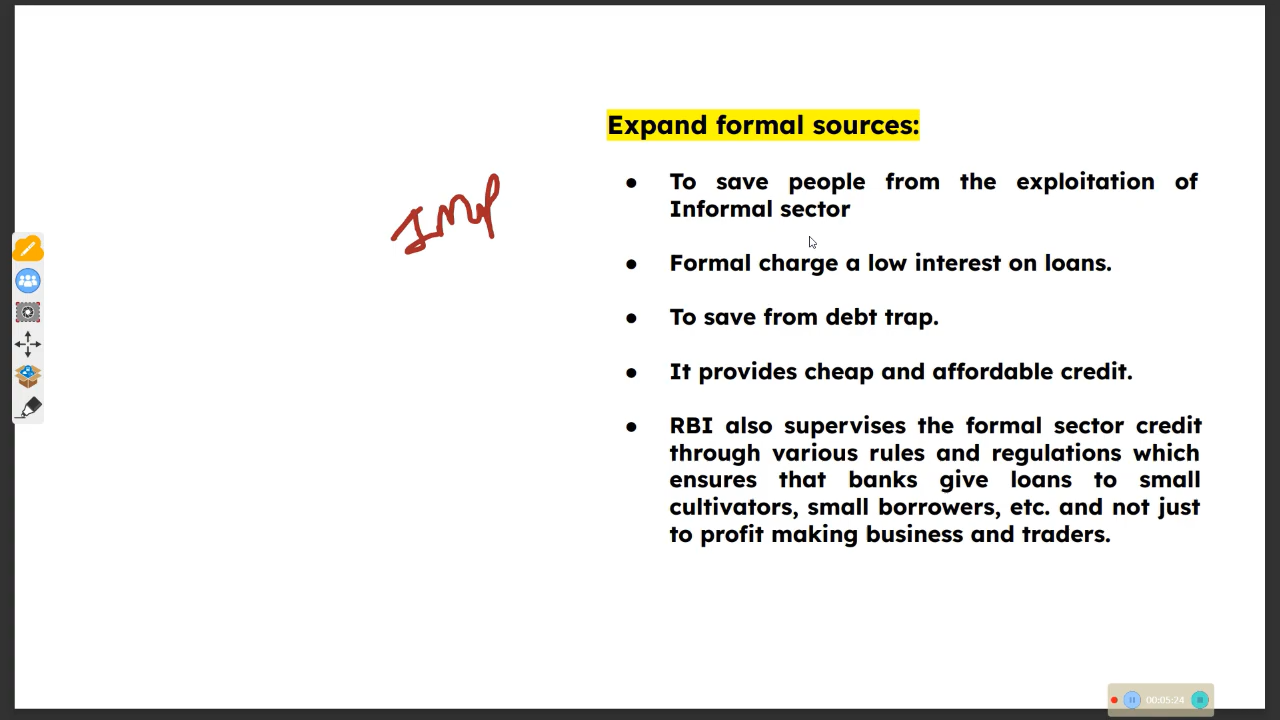 Expand formal sources:
IMP
● To save people from the exploitation of
Informal sector
● Formal charge a low interest on loans.
● To save from debt trap.
● It provides cheap and affordable credit.
● RBI also supervises the formal sector credit
through various rules and regulations which
ensures that banks give loans to small
cultivators, small borrowers, etc. and not just
to profit making business and traders.
00:05:24